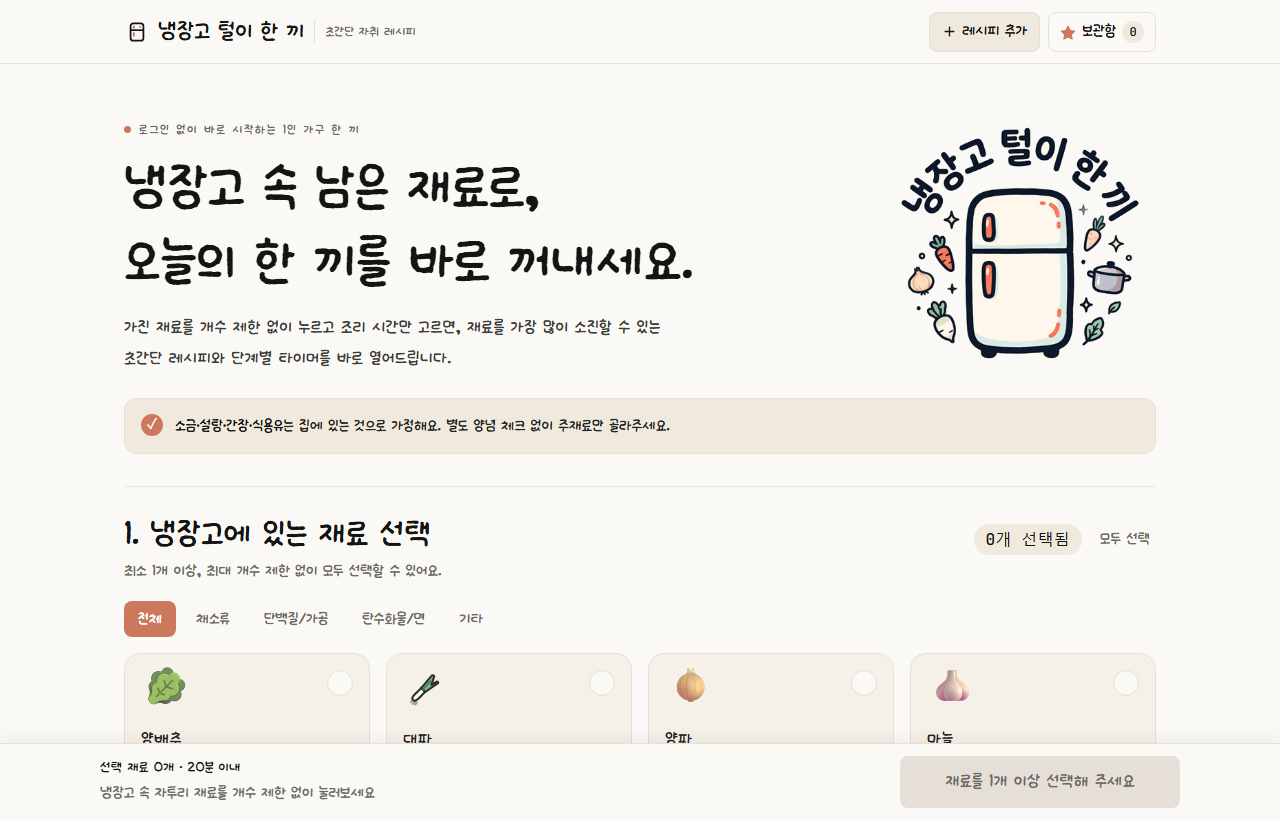 냉장고 털이 한 끼
초간단 자취 레시피
+ 레시피 추가
보관함 0
로그인 없이 바로 시작하는 1인 가구 한 끼
냉장고 속 남은 재료로,
오늘의 한 끼를 바로 꺼내세요.
가진 재료를 개수 제한 없이 누르고 조리 시간만 고르면, 재료를 가장 많이 소진할 수 있는
초간단 레시피와 단계별 타이머를 바로 열어드립니다.
냉장고 털이 한 끼
소금·설탕·간장·식용유는 집에 있는 것으로 가정해요. 별도 양념 체크 없이 주재료만 골라주세요.
1. 냉장고에 있는 재료 선택
0개 선택됨
모두 선택
최소 1개 이상, 최대 개수 제한 없이 모두 선택할 수 있어요.
전체
채소류
단백질/가공
탄수화물/면
기타
양배추
대파
양파
마늘
선택 재료 0개 · 20분 이내
냉장고 속 자투리 재료를 개수 제한 없이 눌러보세요
재료를 1개 이상 선택해 주세요